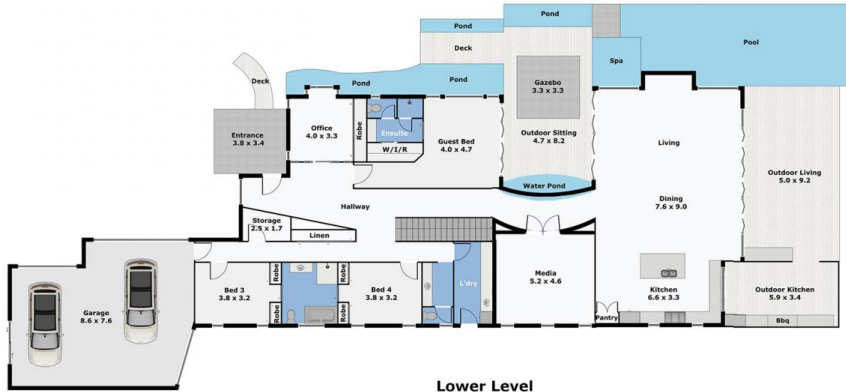 Pond
Pond
Deck
Pool
Spa
Deck
Pond
Pond
Gazebo
3.3 x 3.3
Entrance
3.8 x 3.4
Office
4.0 x 3.3
Robe
Ensuite
W/I/R
Guest Bed
4.0 x 4.7
Outdoor Sitting
4.7 x 8.2
Living
Outdoor Living
5.0 x 9.2
Water Pond
Dining
7.6 x 9.0
Hallway
Storage
2.5 x 1.7
Linen
Robe
Robe
Bed 3
3.8 x 3.2
Bed 4
3.8 x 3.2
L'dry
Media
5.2 x 4.6
Kitchen
6.6 x 3.3
Outdoor Kitchen
5.9 x 3.4
Garage
8.6 x 7.6
Robe
Robe
Pantry
Bbq
Lower Level